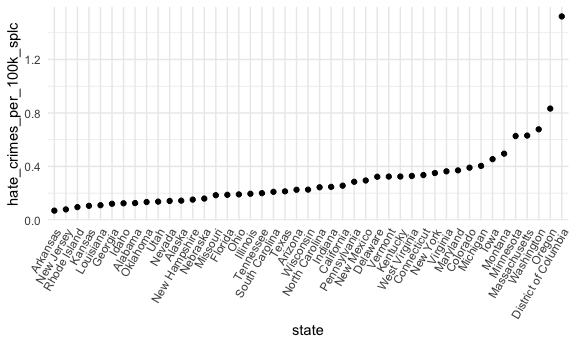 hate_crimes_per_100k_splc
1.2
0.8
0.4
0.0
Arkansas
New Jersey
Rhode Island
Kansas
Louisiana
Georgia
Idaho
Alabama
Oklahoma
Utah
Nevada
Alaska
New Hampshire
Nebraska
Missouri
Florida
Ohio
Illinois
Tennessee
South Carolina
Texas
Arizona
Wisconsin
North Carolina
Indiana
California
Pennsylvania
New Mexico
Delaware
Vermont
Kentucky
West Virginia
Connecticut
New York
Virginia
Maryland
Colorado
Michigan
Iowa
Montana
Minnesota
Massachusetts
Washington
Oregon
District of Columbia
state